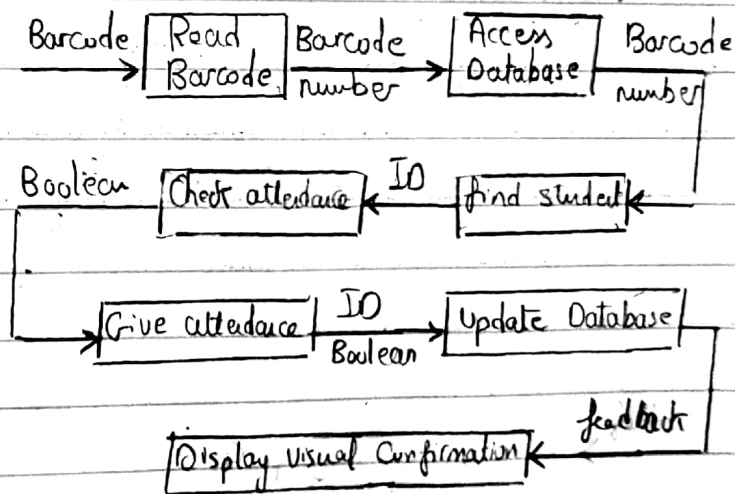 Barcode
Read
Barcode
Barcode
number
Access
Database
Barcode
number
Boolean
Check attendance
ID
find student
Give attendance
ID
Boolean
Update Database
feedback
Display Visual Confirmation